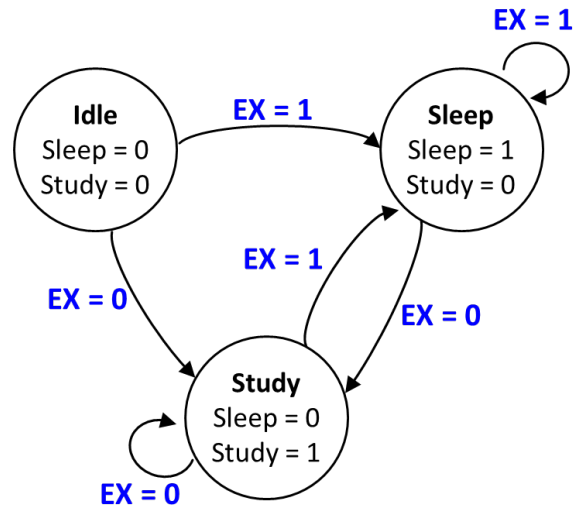 EX = 1
Idle
Sleep = 0
Study = 0
EX = 1
Sleep
Sleep = 1
Study = 0
EX = 0
EX = 1
EX = 0
Study
Sleep = 0
Study = 1
EX = 0